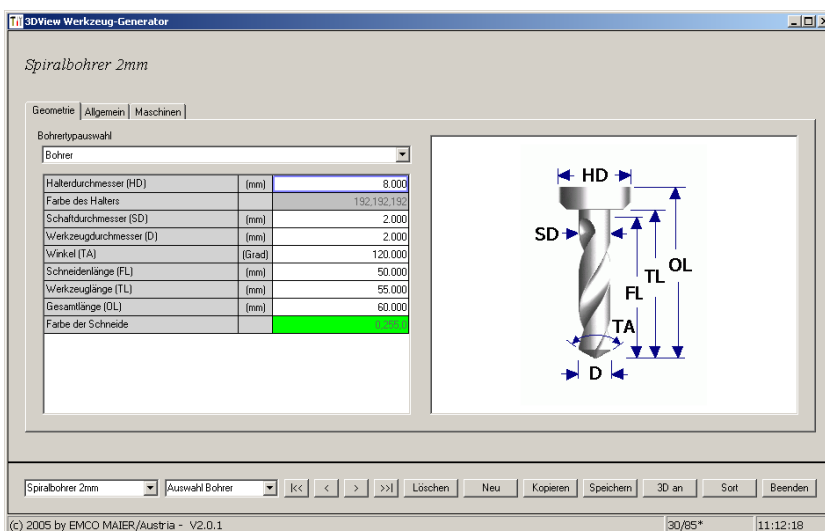 3DView Werkzeug-Generator
Spiralbohrer 2mm
Geometrie Allgemein Maschinen
Bohrertypauswahl
Bohrer
Halterdurchmesser (HD) (mm) 8.000
Farbe des Halters 192,192,192
Schaftdurchmesser (SD) (mm) 2.000
Werkzeugdurchmesser (D) (mm) 2.000
Winkel (TA) (Grad) 120.000
Schneidenlänge (FL) (mm) 50.000
Werkzeuglänge (TL) (mm) 55.000
Gesamtlänge (OL) (mm) 60.000
Farbe der Schneide 0,255,0
HD
SD
OL
TL
FL
TA
D
Spiralbohrer 2mm Auswahl Bohrer |<< < > >>| Löschen Neu Kopieren Speichern 3D an Sort Beenden
(c) 2005 by EMCO MAIER/Austria - V2.0.1 30/85* 11:12:18